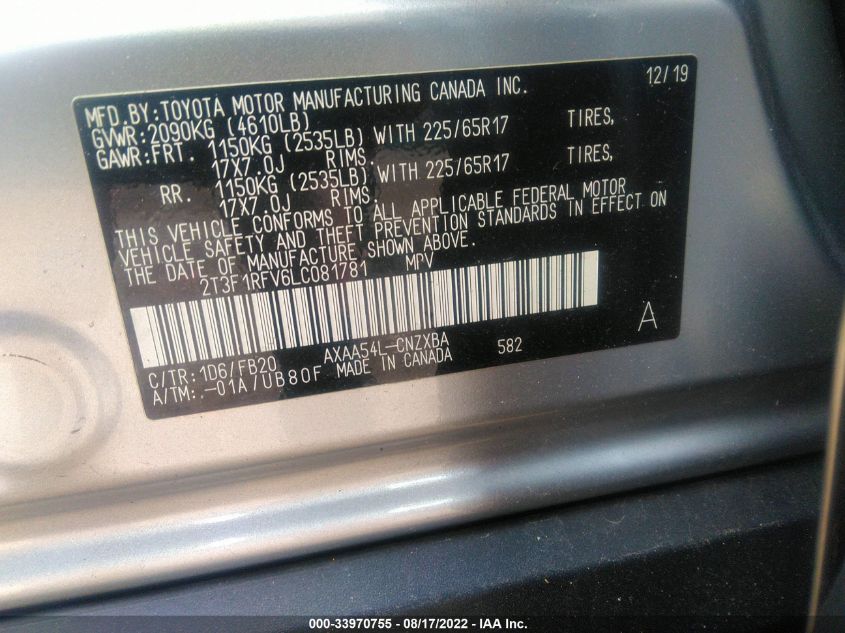 MFD.BY:TOYOTA MOTOR MANUFACTURING CANADA INC. 12/19
GVWR:2090KG (4610LB)
GAWR:FRT. 1150KG (2535LB) WITH 225/65R17 TIRES,
17X7.0J RIMS.
RR. 1150KG (2535LB) WITH 225/65R17 TIRES,
17X7.0J RIMS.
THIS VEHICLE CONFORMS TO ALL APPLICABLE FEDERAL MOTOR
VEHICLE SAFETY AND THEFT PREVENTION STANDARDS IN EFFECT ON
THE DATE OF MANUFACTURE SHOWN ABOVE.
2T3F1RFV6LC081781 MPV
A
C/TR:1D6/FB20 AXAA54L-CNZXBA 582
A/TM:.-01A/UB80F MADE IN CANADA
000-33970755 - 08/17/2022 - IAA Inc.